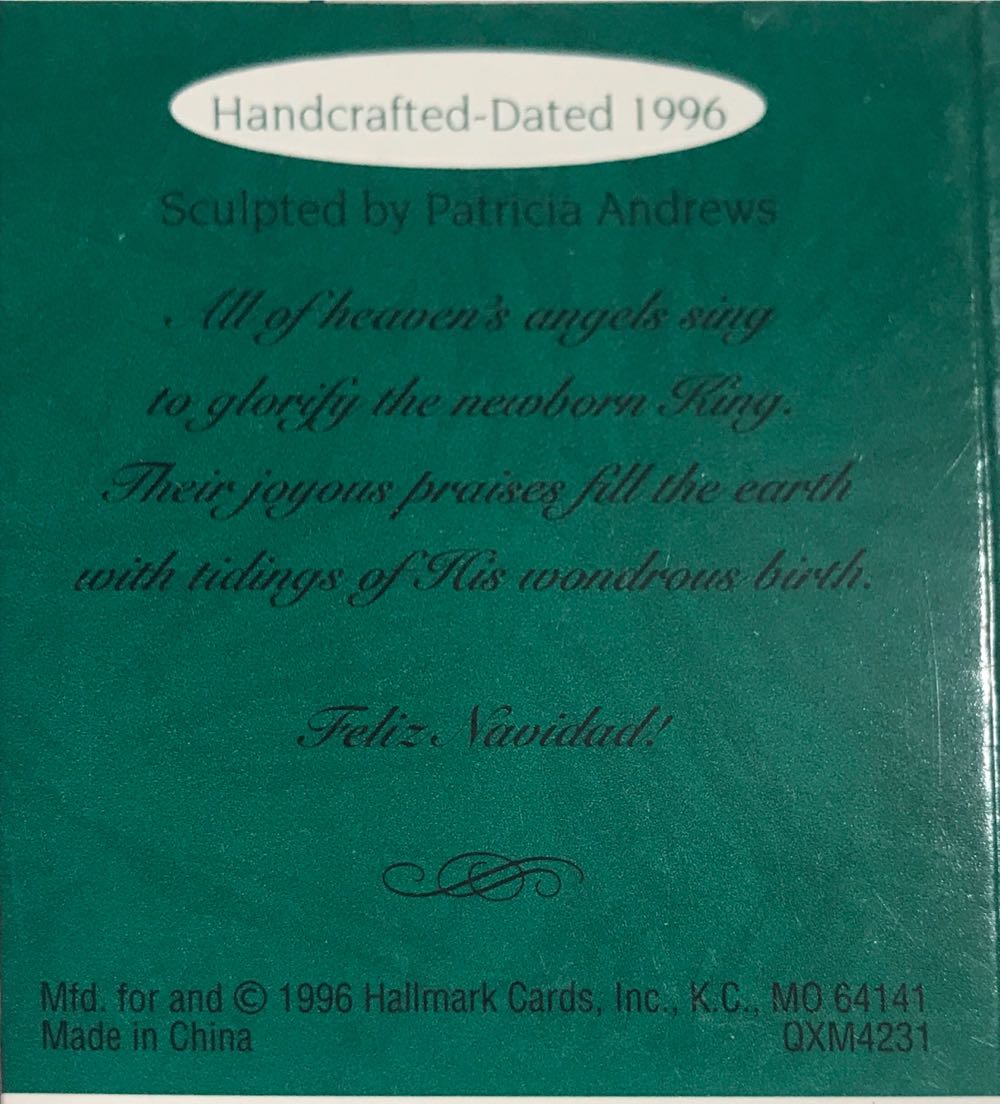 Handcrafted-Dated 1996
Sculpted by Patricia Andrews
All of heaven's angels sing
to glorify the newborn King.
Their joyous praises fill the earth
with tidings of His wondrous birth.
Feliz Navidad!
Mfd. for and © 1996 Hallmark Cards, Inc., K.C., MO 64141
Made in China QXM4231